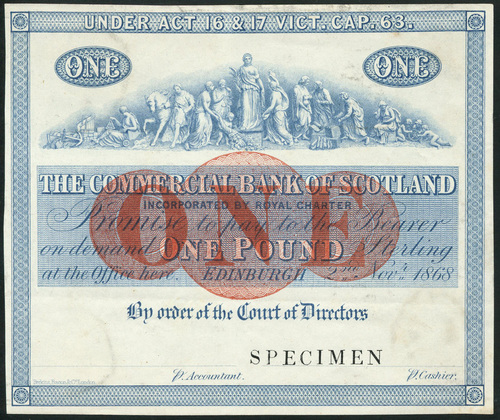 UNDER ACT 16 & 17 VICT. CAP. 63.
ONE ONE
THE COMMERCIAL BANK OF SCOTLAND
INCORPORATED BY ROYAL CHARTER
Promise to pay to the Bearer
on demand ONE POUND Sterling
ONE
at the Office here. EDINBURGH 2nd Novr. 1868
By order of the Court of Directors
SPECIMEN
P. Accountant. P. Cashier.